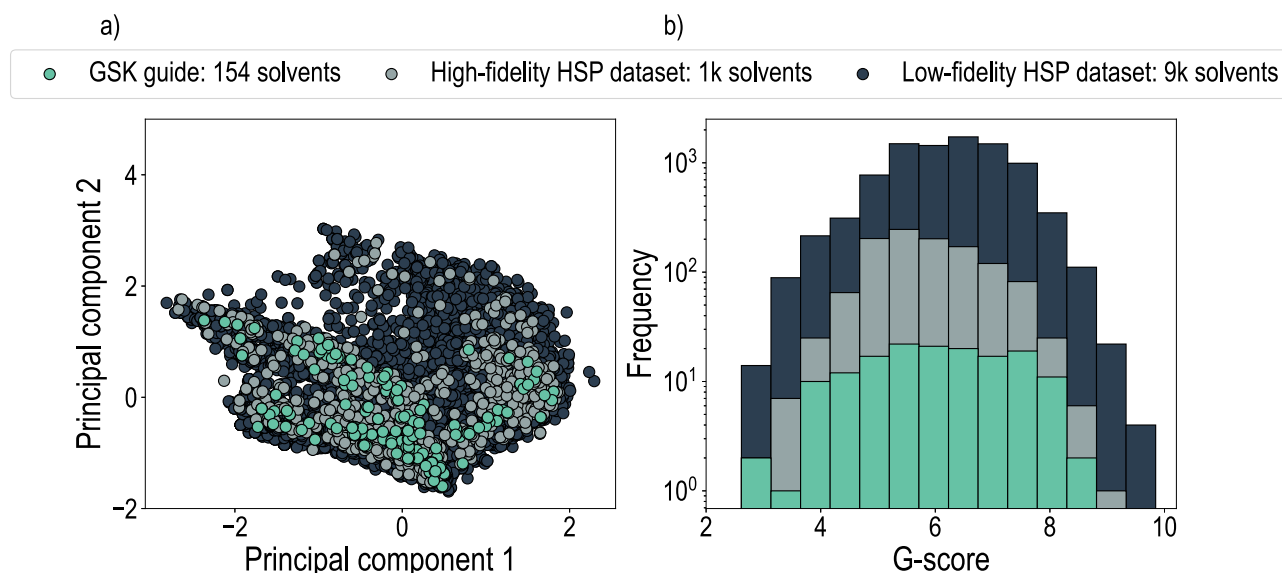 a)
b)
GSK guide: 154 solvents
High-fidelity HSP dataset: 1k solvents
Low-fidelity HSP dataset: 9k solvents
Principal component 2
4
2
0
−2
−2
0
2
Principal component 1
Frequency
10³
10²
10¹
10⁰
2
4
6
8
10
G-score